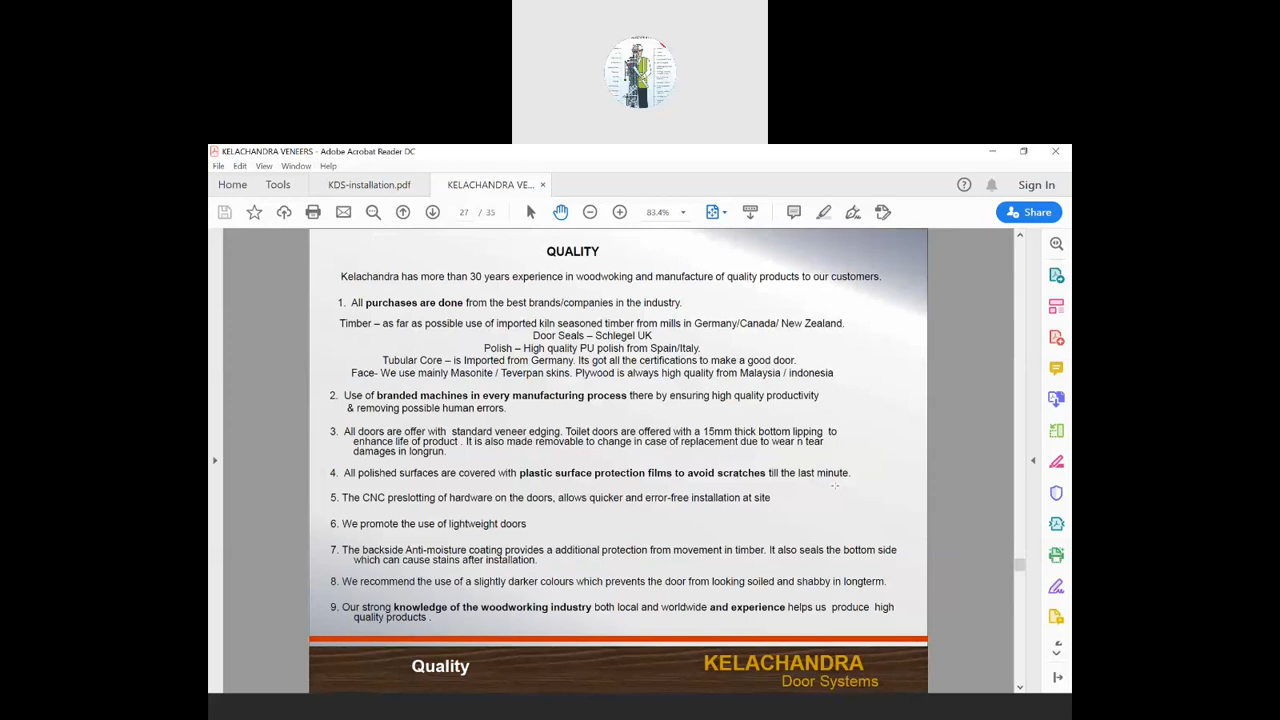 KELACHANDRA VENEERS - Adobe Acrobat Reader DC
File Edit View Window Help
Home Tools KDS-installation.pdf KELACHANDRA VE... × Sign In
27 / 35 83.4% Share
QUALITY
Kelachandra has more than 30 years experience in woodwoking and manufacture of quality products to our customers.
1. All purchases are done from the best brands/companies in the industry.
Timber – as far as possible use of imported kiln seasoned timber from mills in Germany/Canada/ New Zealand.
Door Seals – Schlegel UK
Polish – High quality PU polish from Spain/Italy.
Tubular Core – is Imported from Germany. Its got all the certifications to make a good door.
Face- We use mainly Masonite / Teverpan skins. Plywood is always high quality from Malaysia / indonesia
2. Use of branded machines in every manufacturing process there by ensuring high quality productivity
& removing possible human errors.
3. All doors are offer with standard veneer edging. Toilet doors are offered with a 15mm thick bottom lipping to
enhance life of product . It is also made removable to change in case of replacement due to wear n tear
damages in longrun.
4. All polished surfaces are covered with plastic surface protection films to avoid scratches till the last minute.
5. The CNC preslotting of hardware on the doors, allows quicker and error-free installation at site
6. We promote the use of lightweight doors
7. The backside Anti-moisture coating provides a additional protection from movement in timber. It also seals the bottom side
which can cause stains after installation.
8. We recommend the use of a slightly darker colours which prevents the door from looking soiled and shabby in longterm.
9. Our strong knowledge of the woodworking industry both local and worldwide and experience helps us produce high
quality products .
Quality
KELACHANDRA
Door Systems